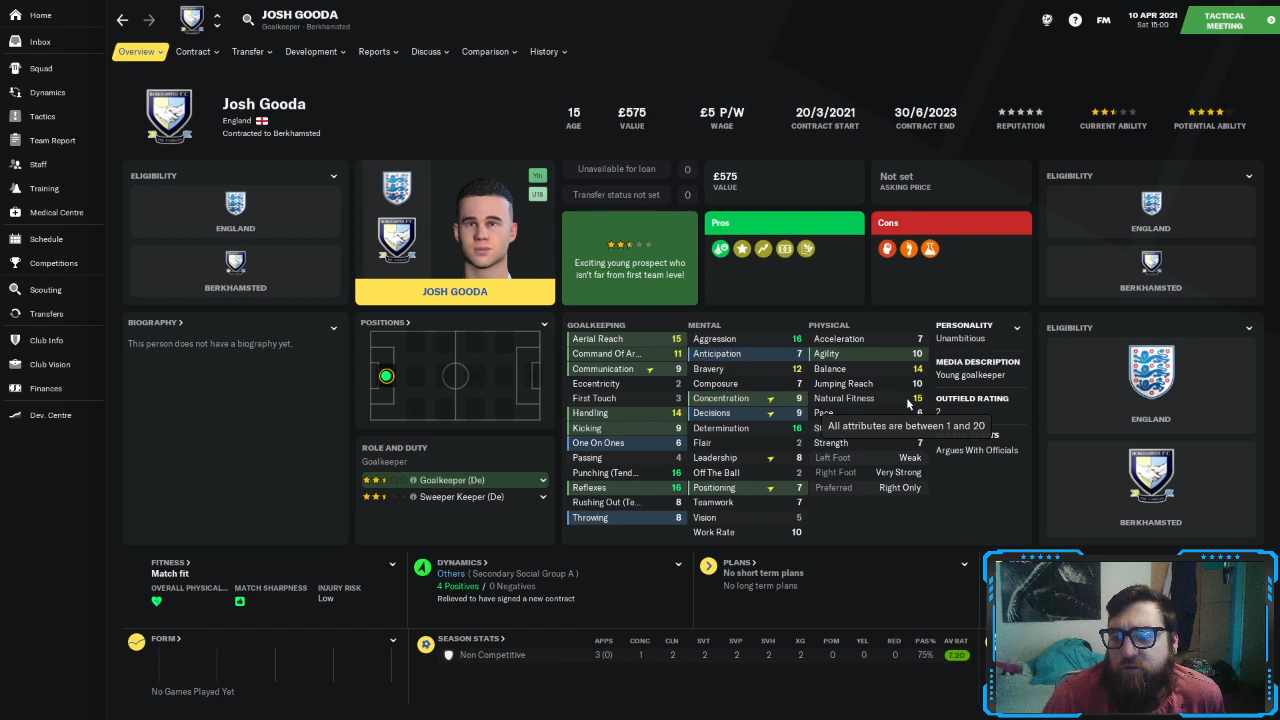 Home
Inbox
Squad
Dynamics
Tactics
Team Report
Staff
Training
Medical Centre
Schedule
Competitions
Scouting
Transfers
Club Info
Club Vision
Finances
Dev. Centre
JOSH GOODA
Goalkeeper - Berkhamsted
FM
10 APR 2021
Sat 15:00
TACTICAL MEETING
Overview
Contract
Transfer
Development
Reports
Discuss
Comparison
History
Josh Gooda
England
Contracted to Berkhamsted
15
AGE
£575
VALUE
£5 P/W
WAGE
20/3/2021
CONTRACT START
30/6/2023
CONTRACT END
REPUTATION
CURRENT ABILITY
POTENTIAL ABILITY
ELIGIBILITY
ENGLAND
BERKHAMSTED
Yth
U18
JOSH GOODA
Unavailable for loan 0
Transfer status not set 0
Exciting young prospect who
isn't far from first team level
£575
VALUE
Not set
ASKING PRICE
Pros
Cons
ELIGIBILITY
ENGLAND
BERKHAMSTED
BIOGRAPHY >
This person does not have a biography yet.
POSITIONS >
ROLE AND DUTY
Goalkeeper
Goalkeeper (De)
Sweeper Keeper (De)
GOALKEEPING
Aerial Reach 15
Command Of Ar... 11
Communication 9
Eccentricity 2
First Touch 3
Handling 14
Kicking 9
One On Ones 6
Passing 4
Punching (Tend... 16
Reflexes 16
Rushing Out (Te... 8
Throwing 8
MENTAL
Aggression 16
Anticipation 7
Bravery 12
Composure 7
Concentration 9
Decisions 9
Determination 16
Flair 2
Leadership 8
Off The Ball 2
Positioning 7
Teamwork 7
Vision 5
Work Rate 10
PHYSICAL
Acceleration 7
Agility 10
Balance 14
Jumping Reach 10
Natural Fitness 15
Pace 6
All attributes are between 1 and 20
Strength 7
Left Foot Weak
Right Foot Very Strong
Preferred Right Only
PERSONALITY
Unambitious
MEDIA DESCRIPTION
Young goalkeeper
OUTFIELD RATING
2
Argues With Officials
ELIGIBILITY
ENGLAND
BERKHAMSTED
FITNESS >
Match fit
OVERALL PHYSICAL...
MATCH SHARPNESS
INJURY RISK
Low
DYNAMICS >
Others ( Secondary Social Group A )
4 Positives / 0 Negatives
Relieved to have signed a new contract
PLANS >
No short term plans
No long term plans
FORM >
No Games Played Yet
SEASON STATS >
APPS CONC CLN SVT SVP SVH XG POM YEL RED PAS% AV RAT
Non Competitive 3 (0) 1 2 2 2 2 2 0 0 0 75% 7.20